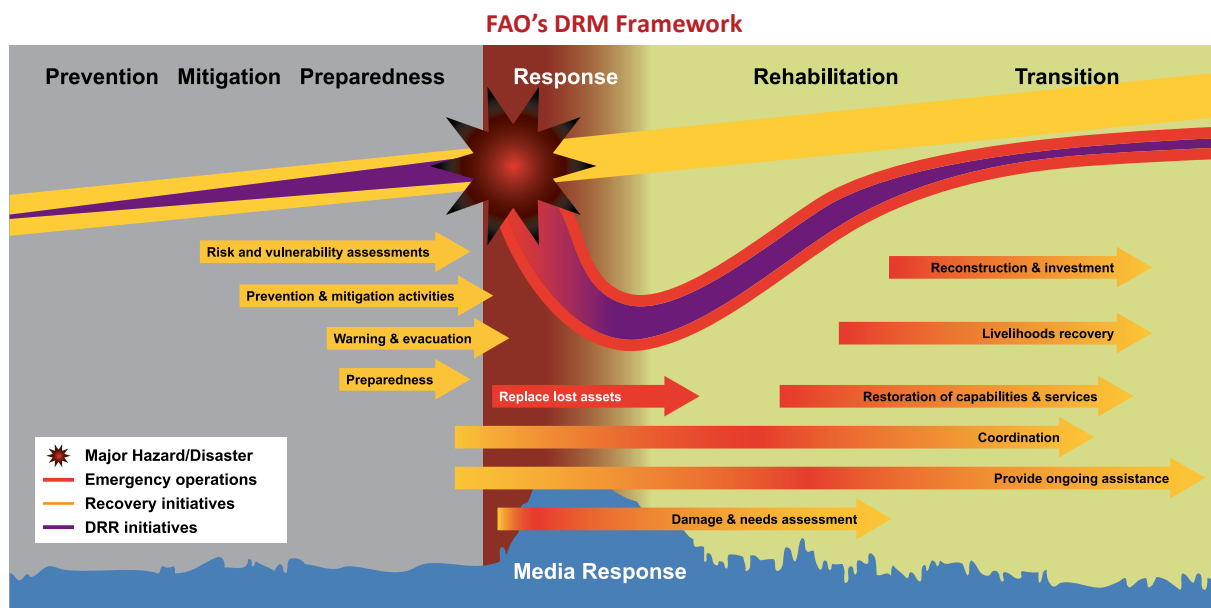 FAO's DRM Framework
Prevention Mitigation Preparedness Response Rehabilitation Transition
Risk and vulnerability assessments
Prevention & mitigation activities
Warning & evacuation
Preparedness
Reconstruction & investment
Livelihoods recovery
Replace lost assets
Restoration of capabilities & services
Coordination
Provide ongoing assistance
Damage & needs assessment
Major Hazard/Disaster
Emergency operations
Recovery initiatives
DRR initiatives
Media Response